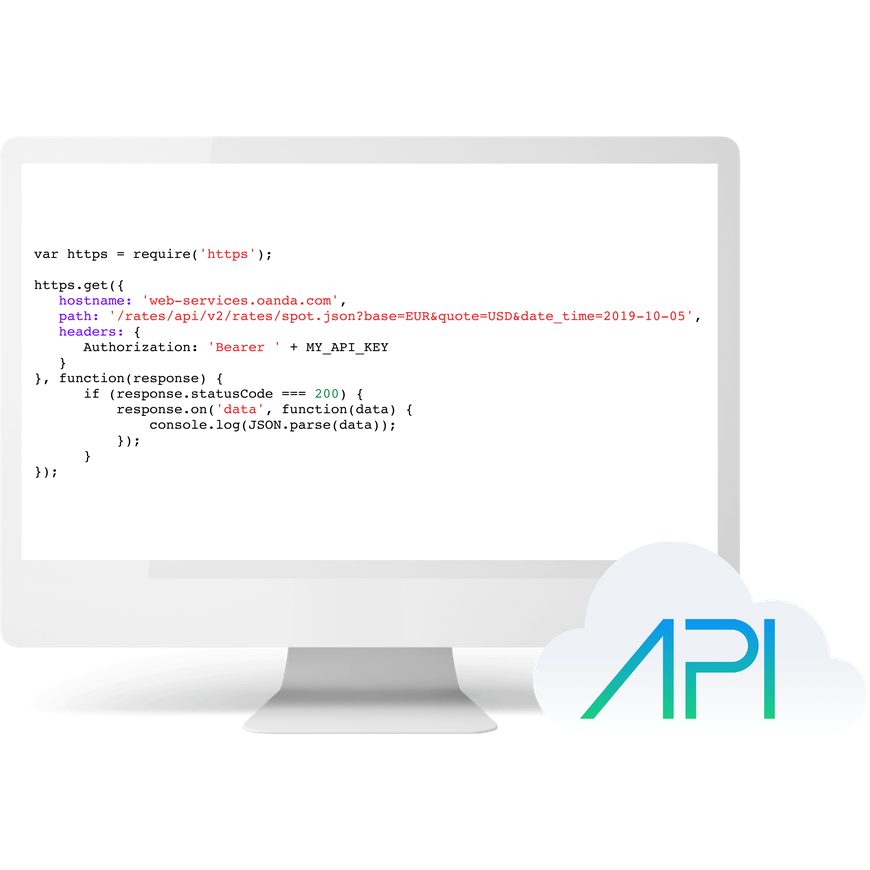 var https = require('https');
https.get({
hostname: 'web-services.oanda.com',
path: '/rates/api/v2/rates/spot.json?base=EUR&quote=USD&date_time=2019-10-05',
headers: {
Authorization: 'Bearer ' + MY_API_KEY
}
}, function(response) {
if (response.statusCode === 200) {
response.on('data', function(data) {
console.log(JSON.parse(data));
});
}
});
API